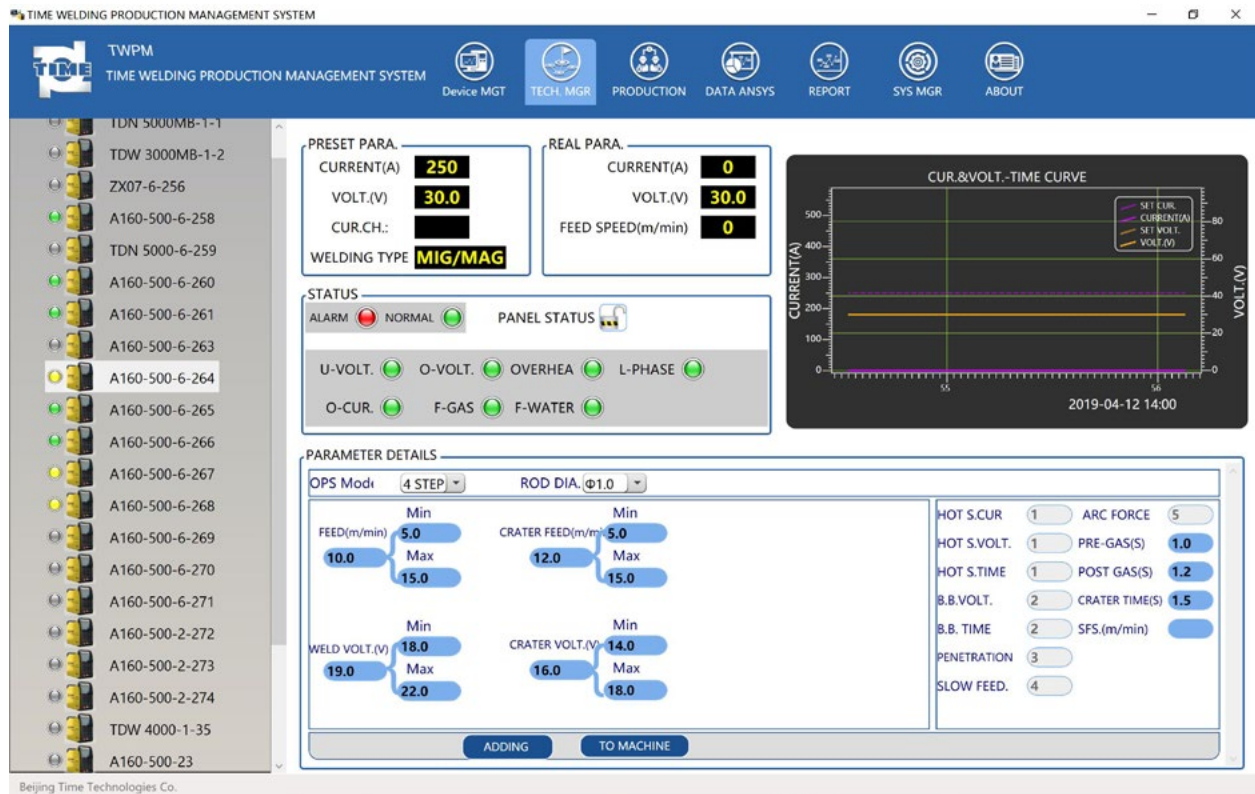 TIME WELDING PRODUCTION MANAGEMENT SYSTEM
TIME
TWPM
TIME WELDING PRODUCTION MANAGEMENT SYSTEM
Device MGT
TECH. MGR
PRODUCTION
DATA ANSYS
REPORT
SYS MGR
ABOUT
TDN 5000MB-1-1
TDW 3000MB-1-2
ZX07-6-256
A160-500-6-258
TDN 5000-6-259
A160-500-6-260
A160-500-6-261
A160-500-6-263
A160-500-6-264
A160-500-6-265
A160-500-6-266
A160-500-6-267
A160-500-6-268
A160-500-6-269
A160-500-6-270
A160-500-6-271
A160-500-2-272
A160-500-2-273
A160-500-2-274
TDW 4000-1-35
A160-500-23
PRESET PARA.
CURRENT(A) 250
VOLT.(V) 30.0
CUR.CH.:
WELDING TYPE MIG/MAG
REAL PARA.
CURRENT(A) 0
VOLT.(V) 30.0
FEED SPEED(m/min) 0
STATUS
ALARM NORMAL PANEL STATUS
U-VOLT. O-VOLT. OVERHEA L-PHASE
O-CUR. F-GAS F-WATER
CUR.&VOLT.-TIME CURVE
SET CUR.
CURRENT(A)
SET VOLT.
VOLT.(V)
CURRENT(A)
500
400
300
200
100
0
VOLT.(V)
80
60
40
20
0
55 56
2019-04-12 14:00
PARAMETER DETAILS
OPS Mode 4 STEP ROD DIA. Φ1.0
Min
FEED(m/min) 5.0
10.0 Max
15.0
Min
CRATER FEED(m/mi 5.0
12.0 Max
15.0
Min
WELD VOLT.(V) 18.0
19.0 Max
22.0
Min
CRATER VOLT.(V) 14.0
16.0 Max
18.0
HOT S.CUR 1 ARC FORCE 5
HOT S.VOLT. 1 PRE-GAS(S) 1.0
HOT S.TIME 1 POST GAS(S) 1.2
B.B.VOLT. 2 CRATER TIME(S) 1.5
B.B. TIME 2 SFS.(m/min)
PENETRATION 3
SLOW FEED. 4
ADDING TO MACHINE
Beijing Time Technologies Co.